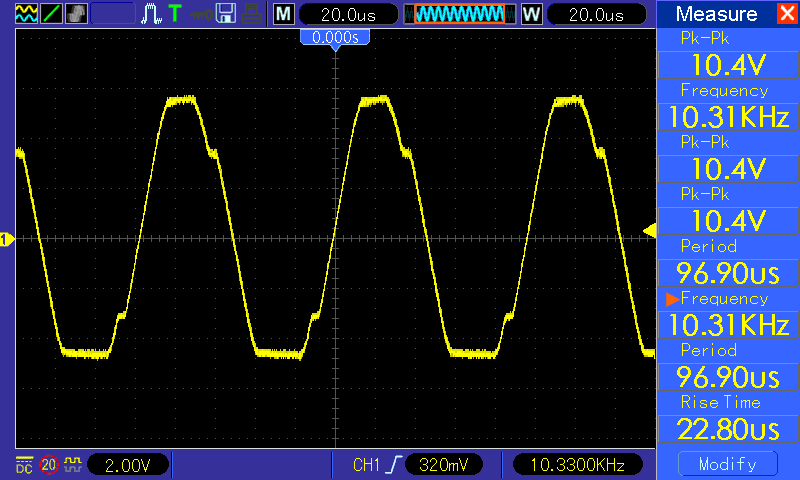 T M 20.0us W 20.0us Measure X
0.000s
Pk-Pk
10.4V
Frequency
10.31KHz
Pk-Pk
10.4V
Pk-Pk
10.4V
1
Period
96.90us
Frequency
10.31KHz
Period
96.90us
Rise Time
22.80us
DC 20 2.00V CH1 320mV 10.3300KHz
Modify